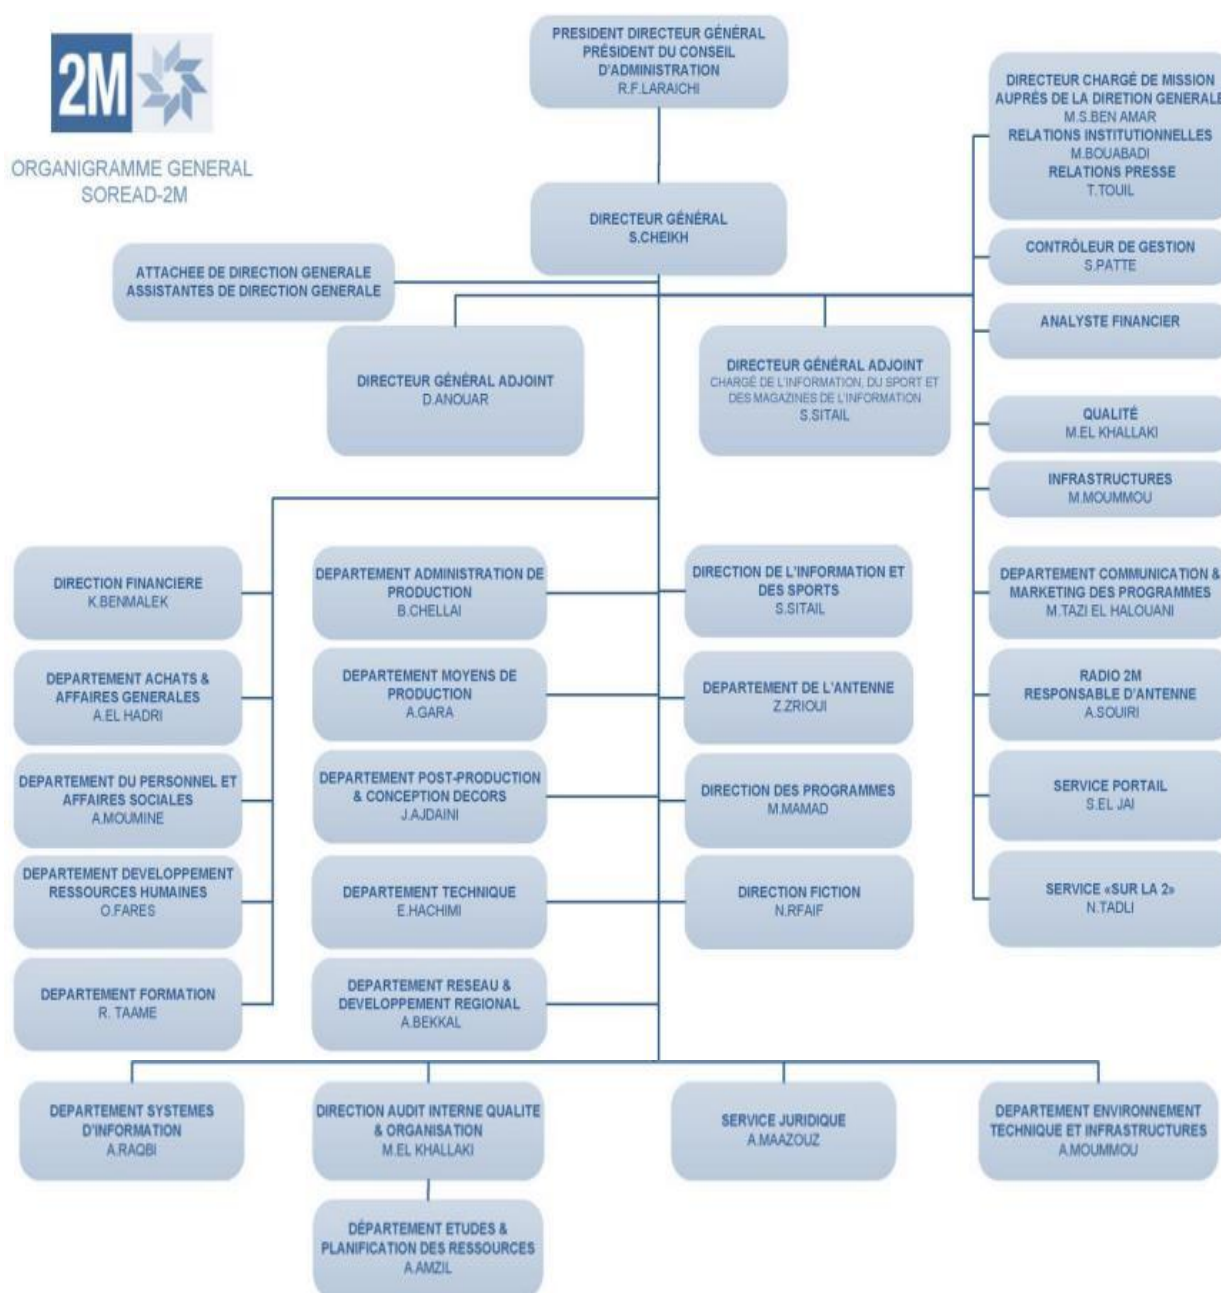 2M
ORGANIGRAMME GENERAL
SOREAD-2M
PRESIDENT DIRECTEUR GÉNÉRAL
PRÉSIDENT DU CONSEIL
D'ADMINISTRATION
R.F.LARAICHI
DIRECTEUR GÉNÉRAL
S.CHEIKH
ATTACHEE DE DIRECTION GENERALE
ASSISTANTES DE DIRECTION GENERALE
DIRECTEUR GÉNÉRAL ADJOINT
D.ANOUAR
DIRECTEUR GÉNÉRAL ADJOINT
CHARGÉ DE L'INFORMATION, DU SPORT ET
DES MAGAZINES DE L'INFORMATION
S.SITAIL
DIRECTEUR CHARGÉ DE MISSION
AUPRÈS DE LA DIRETION GENERALE
M.S.BEN AMAR
RELATIONS INSTITUTIONNELLES
M.BOUABADI
RELATIONS PRESSE
T.TOUIL
CONTRÔLEUR DE GESTION
S.PATTE
ANALYSTE FINANCIER
QUALITÉ
M.EL KHALLAKI
INFRASTRUCTURES
M.MOUMMOU
DEPARTEMENT COMMUNICATION &
MARKETING DES PROGRAMMES
M.TAZI EL HALOUANI
RADIO 2M
RESPONSABLE D'ANTENNE
A.SOUIRI
SERVICE PORTAIL
S.EL JAI
SERVICE «SUR LA 2»
N.TADLI
DIRECTION FINANCIERE
K.BENMALEK
DEPARTEMENT ACHATS &
AFFAIRES GENERALES
A.EL HADRI
DEPARTEMENT DU PERSONNEL ET
AFFAIRES SOCIALES
A.MOUMINE
DEPARTEMENT DEVELOPPEMENT
RESSOURCES HUMAINES
O.FARES
DEPARTEMENT FORMATION
R. TAAME
DEPARTEMENT ADMINISTRATION DE
PRODUCTION
B.CHELLAI
DEPARTEMENT MOYENS DE
PRODUCTION
A.GARA
DEPARTEMENT POST-PRODUCTION
& CONCEPTION DECORS
J.AJDAINI
DEPARTEMENT TECHNIQUE
E.HACHIMI
DEPARTEMENT RESEAU &
DEVELOPPEMENT REGIONAL
A.BEKKAL
DIRECTION DE L'INFORMATION ET
DES SPORTS
S.SITAIL
DEPARTEMENT DE L'ANTENNE
Z.ZRIOUI
DIRECTION DES PROGRAMMES
M.MAMAD
DIRECTION FICTION
N.RFAIF
DEPARTEMENT SYSTEMES
D'INFORMATION
A.RAQBI
DIRECTION AUDIT INTERNE QUALITE
& ORGANISATION
M.EL KHALLAKI
SERVICE JURIDIQUE
A.MAAZOUZ
DEPARTEMENT ENVIRONNEMENT
TECHNIQUE ET INFRASTRUCTURES
A.MOUMMOU
DÉPARTEMENT ETUDES &
PLANIFICATION DES RESSOURCES
A.AMZIL